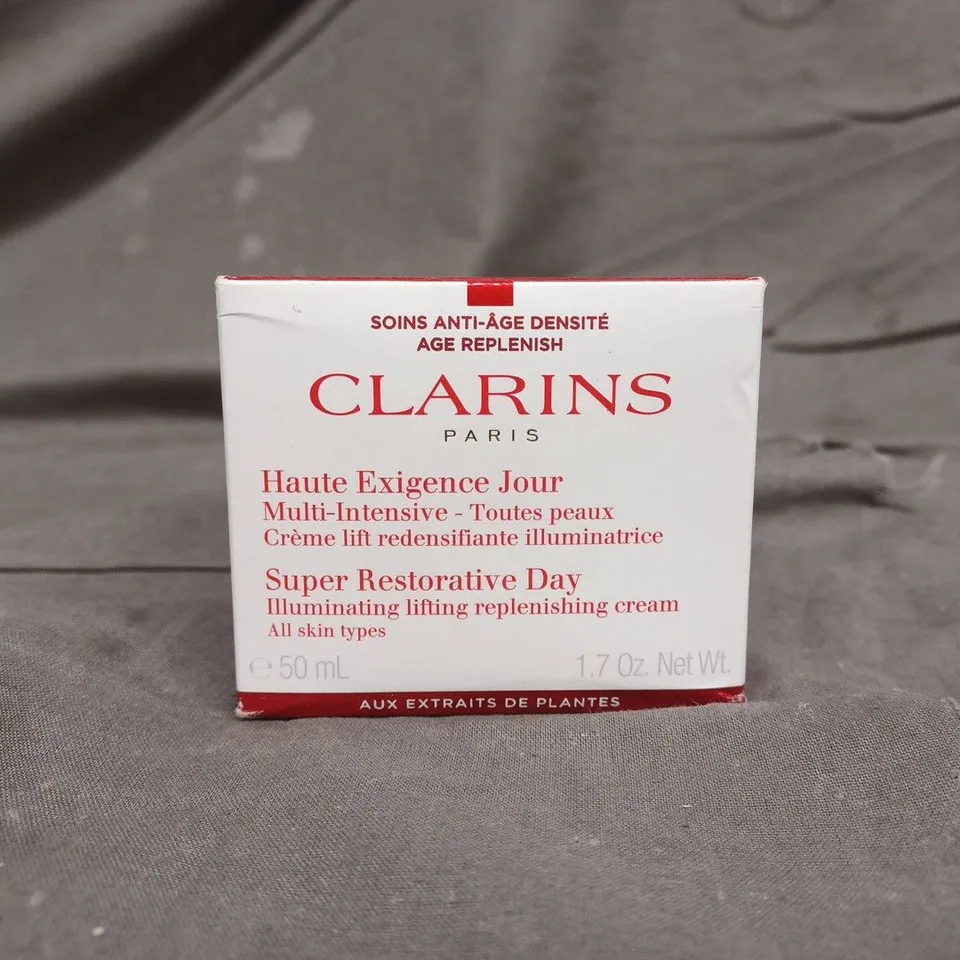 SOINS ANTI-ÂGE DENSITÉ
AGE REPLENISH
CLARINS
PARIS
Haute Exigence Jour
Multi-Intensive - Toutes peaux
Crème lift redensifiante illuminatrice
Super Restorative Day
Illuminating lifting replenishing cream
All skin types
℮ 50 mL 1.7 Oz. Net Wt.
AUX EXTRAITS DE PLANTES